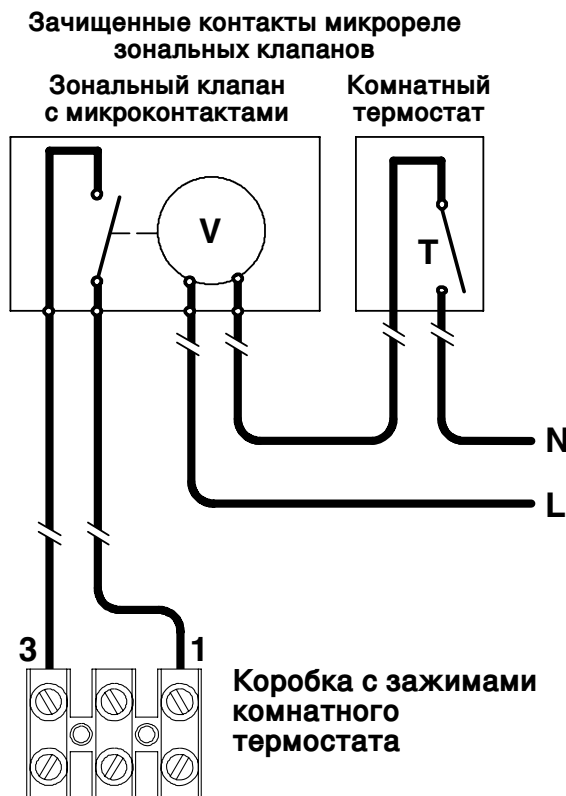 Зачищенные контакты микрореле
зональных клапанов
Зональный клапан
с микроконтактами
Комнатный
термостат
V
T
N
L
3
1
Коробка с зажимами
комнатного
термостата